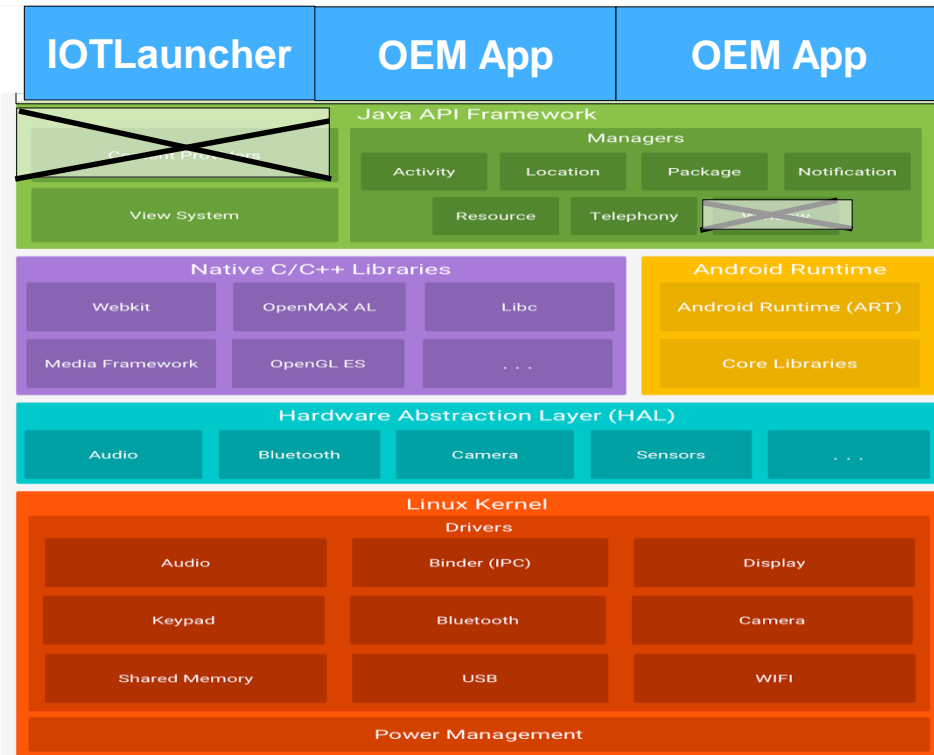 IOTLauncher
OEM App
OEM App
Java API Framework
Content Providers
View System
Managers
Activity
Location
Package
Notification
Resource
Telephony
Native C/C++ Libraries
Webkit
OpenMAX AL
Libc
Media Framework
OpenGL ES
. . .
Android Runtime
Android Runtime (ART)
Core Libraries
Hardware Abstraction Layer (HAL)
Audio
Bluetooth
Camera
Sensors
. . .
Linux Kernel
Drivers
Audio
Binder (IPC)
Display
Keypad
Bluetooth
Camera
Shared Memory
USB
WIFI
Power Management